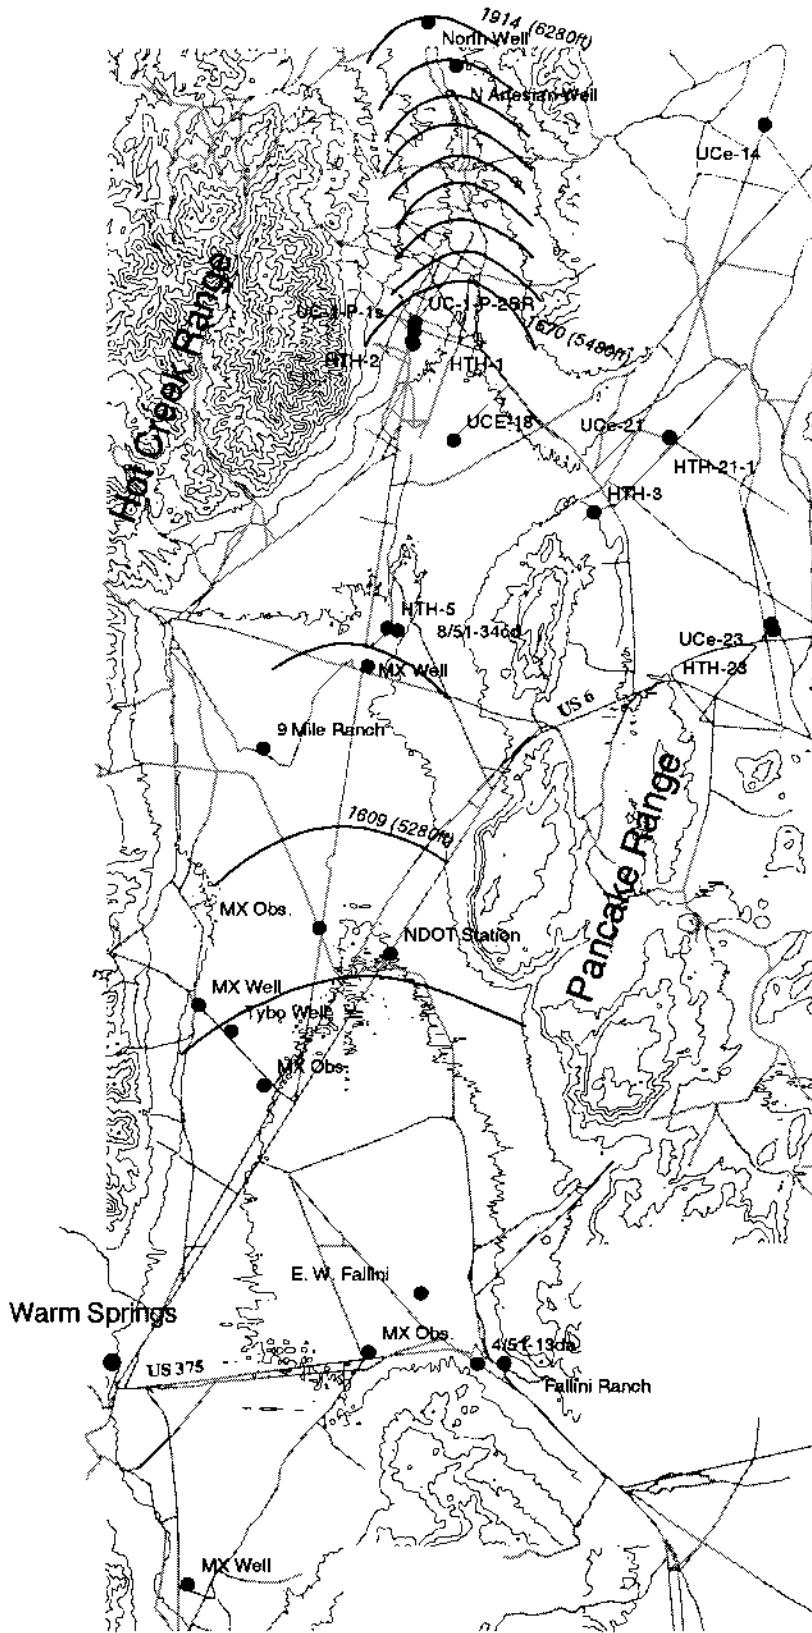 1914 (6280ft)
North Well
N Artesian Well
UCe-14
Hot Creek Range
UC-1-P-1s
UC-1-P-2SR
1670 (5480ft)
HTH-2
HTH-1
UCE-18
UCe-21
HTH-21-1
HTH-3
HTH-5
8/51-34cd
UCe-23
HTH-23
MX Well
US 6
9 Mile Ranch
Pancake Range
1609 (5280ft)
MX Obs.
NDOT Station
MX Well
Tybo Well
MX Obs.
E. W. Fallini
Warm Springs
MX Obs.
4/51-13da
US 375
Fallini Ranch
MX Well